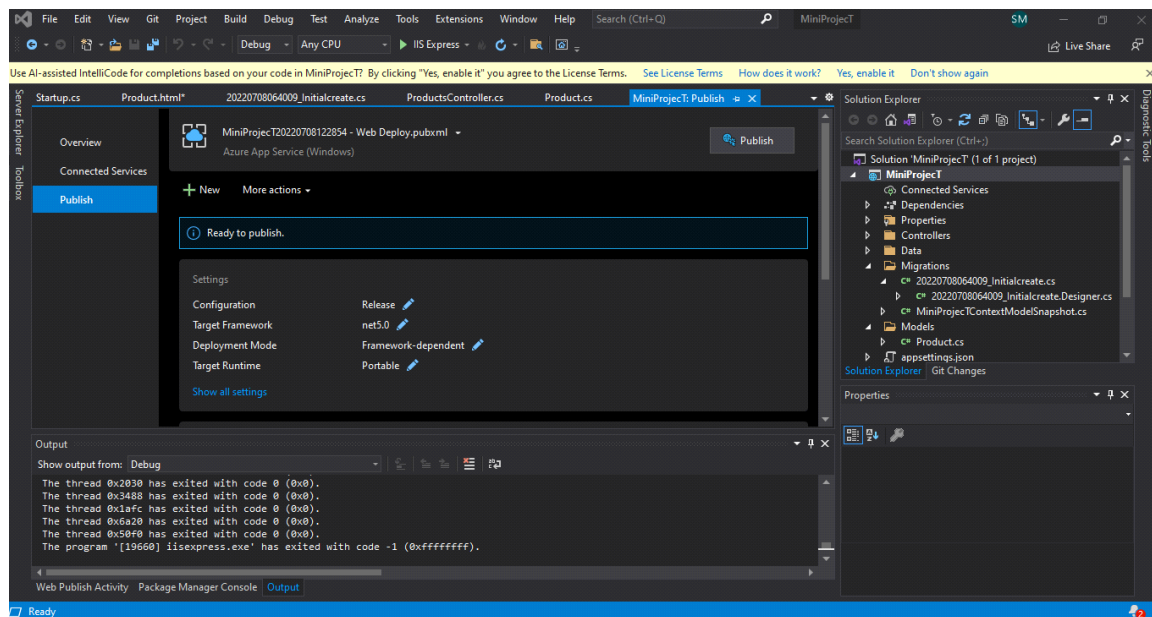 File Edit View Git Project Build Debug Test Analyze Tools Extensions Window Help Search (Ctrl+Q) MiniProjecT SM
Debug Any CPU IIS Express Live Share
Use AI-assisted IntelliCode for completions based on your code in MiniProjecT? By clicking "Yes, enable it" you agree to the License Terms. See License Terms How does it work? Yes, enable it Don't show again
Server Explorer
Toolbox
Startup.cs Product.html* 20220708064009_Initialcreate.cs ProductsController.cs Product.cs MiniProjecT: Publish
Overview
Connected Services
Publish
MiniProjecT20220708122854 - Web Deploy.pubxml
Azure App Service (Windows)
Publish
New More actions
Ready to publish.
Settings
Configuration Release
Target Framework net5.0
Deployment Mode Framework-dependent
Target Runtime Portable
Show all settings
Output
Show output from: Debug
The thread 0x2030 has exited with code 0 (0x0).
The thread 0x3488 has exited with code 0 (0x0).
The thread 0x1afc has exited with code 0 (0x0).
The thread 0x6a20 has exited with code 0 (0x0).
The thread 0x50f0 has exited with code 0 (0x0).
The program '[19660] iisexpress.exe' has exited with code -1 (0xffffffff).
Web Publish Activity Package Manager Console Output
Solution Explorer
Search Solution Explorer (Ctrl+;)
Solution 'MiniProjecT' (1 of 1 project)
MiniProjecT
Connected Services
Dependencies
Properties
Controllers
Data
Migrations
C# 20220708064009_Initialcreate.cs
C# 20220708064009_Initialcreate.Designer.cs
C# MiniProjecTContextModelSnapshot.cs
Models
C# Product.cs
appsettings.json
Solution Explorer Git Changes
Properties
Diagnostic Tools
Ready
2